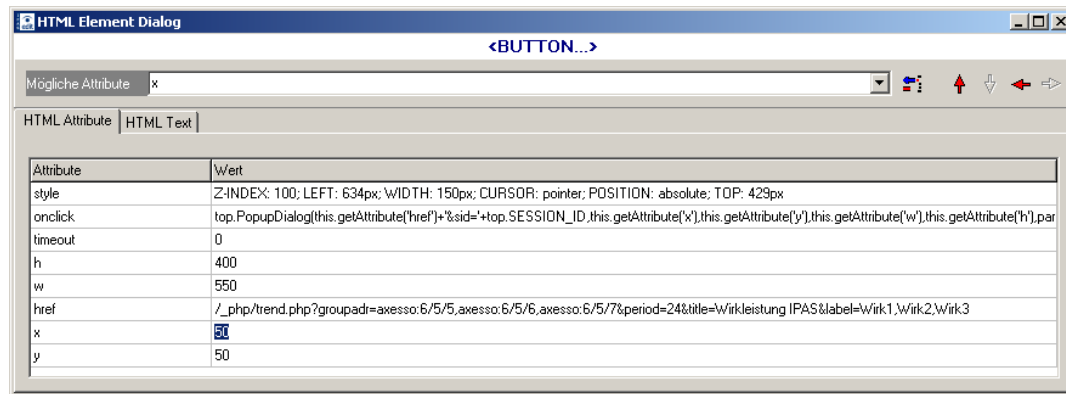 HTML Element Dialog
<BUTTON...>
Mögliche Attribute x
HTML Attribute HTML Text
Attribute Wert
style Z-INDEX: 100; LEFT: 634px; WIDTH: 150px; CURSOR: pointer; POSITION: absolute; TOP: 429px
onclick top.PopupDialog(this.getAttribute('href')+'&sid='+top.SESSION_ID,this.getAttribute('x'),this.getAttribute('y'),this.getAttribute('w'),this.getAttribute('h'),par
timeout 0
h 400
w 550
href /_php/trend.php?groupadr=axesso:6/5/5,axesso:6/5/6,axesso:6/5/7&period=24&title=Wirkleistung IPAS&label=Wirk1,Wirk2,Wirk3
x 50
y 50